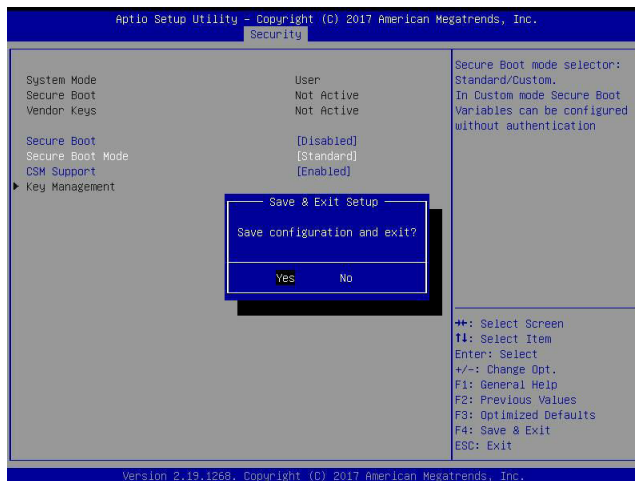 Aptio Setup Utility – Copyright (C) 2017 American Megatrends, Inc.
Security
System Mode User
Secure Boot Not Active
Vendor Keys Not Active
Secure Boot [Disabled]
Secure Boot Mode [Standard]
CSM Support [Enabled]
Key Management
Save & Exit Setup
Save configuration and exit?
Yes No
Secure Boot mode selector:
Standard/Custom.
In Custom mode Secure Boot
Variables can be configured
without authentication
→←: Select Screen
↑↓: Select Item
Enter: Select
+/-: Change Opt.
F1: General Help
F2: Previous Values
F3: Optimized Defaults
F4: Save & Exit
ESC: Exit
Version 2.19.1268. Copyright (C) 2017 American Megatrends, Inc.